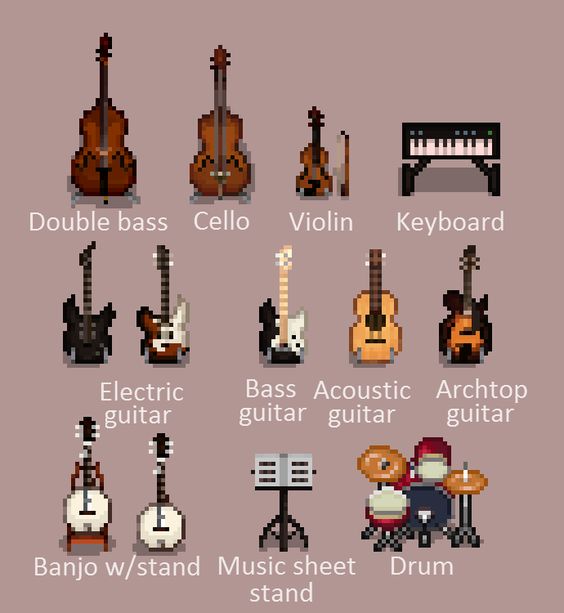 Double bass Cello Violin Keyboard
Electric guitar
Bass guitar
Acoustic guitar
Archtop guitar
Banjo w/stand
Music sheet stand
Drum